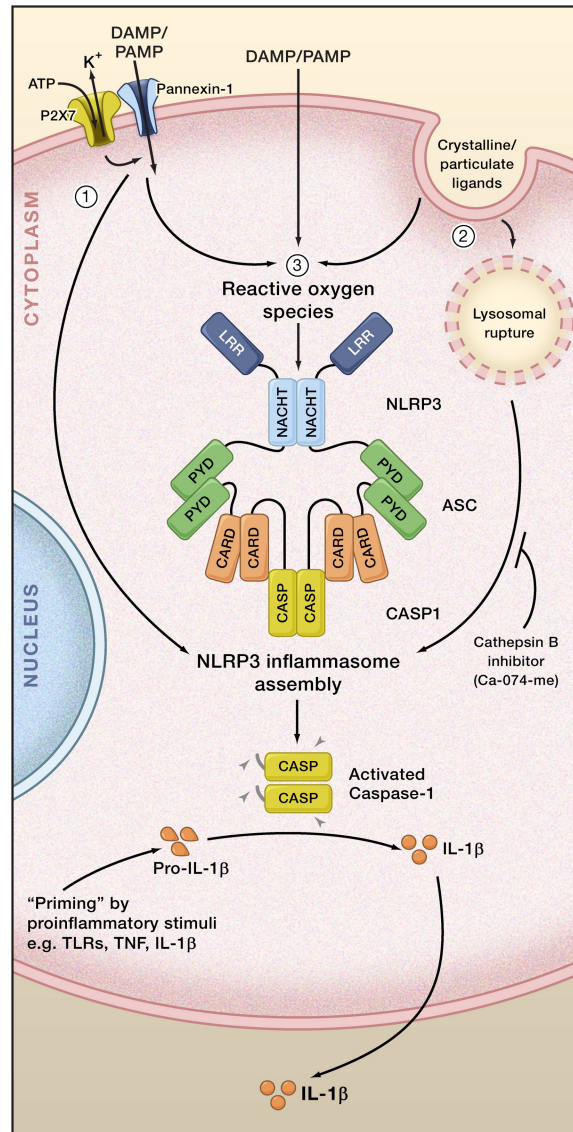 DAMP/
PAMP
K+
DAMP/PAMP
ATP
Pannexin-1
P2X7
Crystalline/
particulate
ligands
1
2
CYTOPLASM
3
Reactive oxygen
species
Lysosomal
rupture
LRR
LRR
NACHT
NACHT
NLRP3
PYD
PYD
PYD
PYD
ASC
CARD
CARD
CARD
CARD
CASP
CASP
CASP1
NUCLEUS
Cathepsin B
inhibitor
(Ca-074-me)
NLRP3 inflammasome
assembly
CASP
CASP
Activated
Caspase-1
Pro-IL-1β
IL-1β
"Priming" by
proinflammatory stimuli
e.g. TLRs, TNF, IL-1β
IL-1β